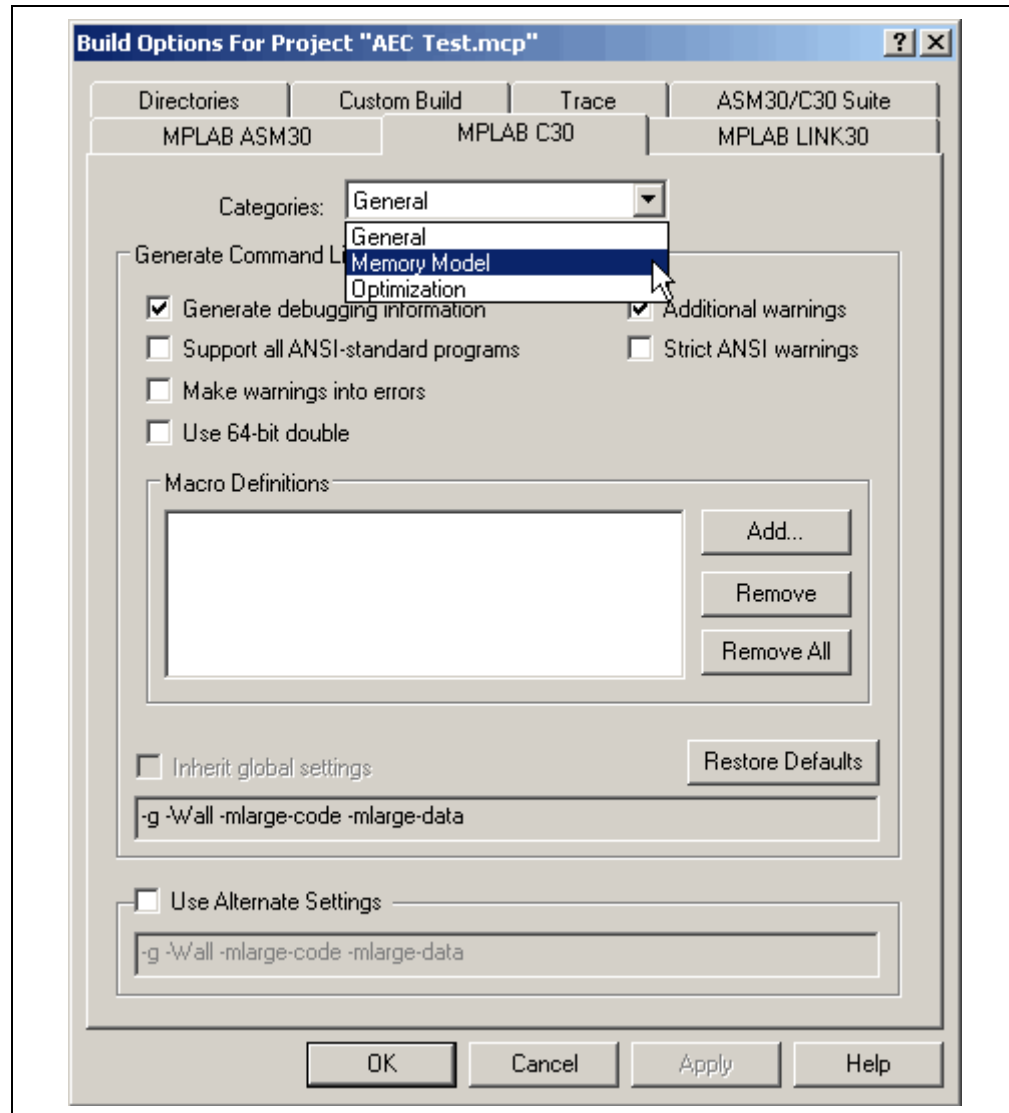 Build Options For Project "AEC Test.mcp"
Directories Custom Build Trace ASM30/C30 Suite
MPLAB ASM30 MPLAB C30 MPLAB LINK30
Categories: General
General
Generate Command Li Memory Model
Optimization
Generate debugging information Additional warnings
Support all ANSI-standard programs Strict ANSI warnings
Make warnings into errors
Use 64-bit double
Macro Definitions
Add...
Remove
Remove All
Inherit global settings Restore Defaults
-g -Wall -mlarge-code -mlarge-data
Use Alternate Settings
-g -Wall -mlarge-code -mlarge-data
OK Cancel Apply Help